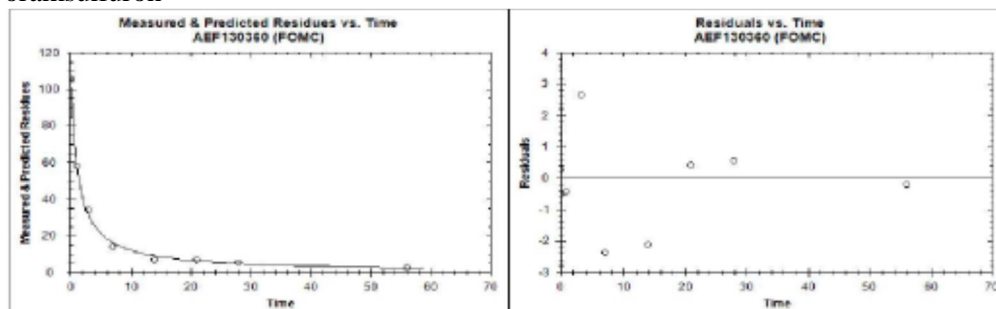 Measured & Predicted Residues vs. Time
AEF130360 (FOMC)
Measured & Predicted Residues
120
100
80
60
40
20
0
0 10 20 30 40 50 60 70
Time
Residuals vs. Time
AEF130360 (FOMC)
Residuals
4
3
2
1
0
-1
-2
-3
0 10 20 30 40 50 60 70
Time